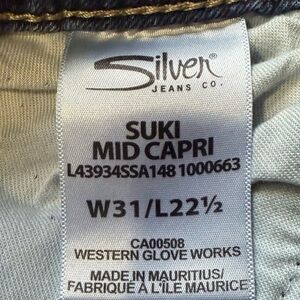 Silver®
JEANS CO.
SUKI
MID CAPRI
L43934SSA148 1000663
W31/L22½
CA00508
WESTERN GLOVE WORKS
MADE IN MAURITIUS/
FABRIQUÉ À L'ÎLE MAURICE